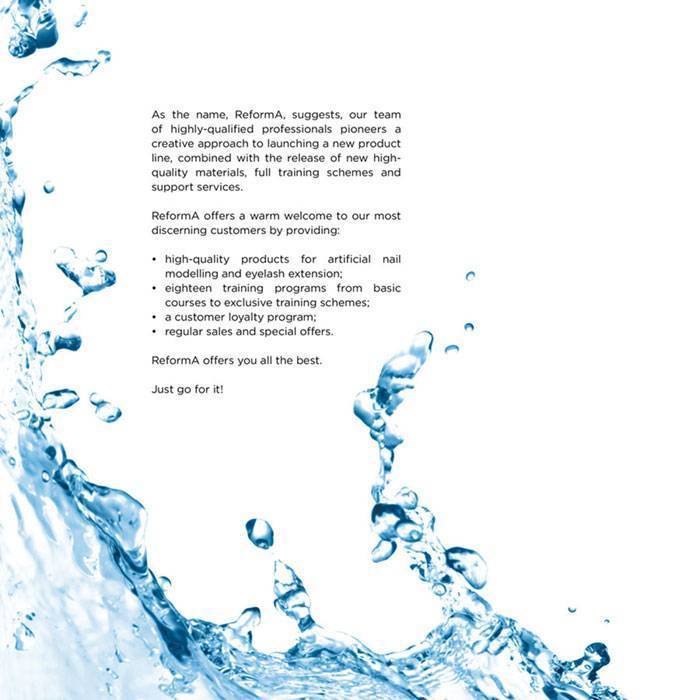 As the name, ReformA, suggests, our team
of highly-qualified professionals pioneers a
creative approach to launching a new product
line, combined with the release of new high-
quality materials, full training schemes and
support services.
ReformA offers a warm welcome to our most
discerning customers by providing:
• high-quality products for artificial nail
modelling and eyelash extension;
• eighteen training programs from basic
courses to exclusive training schemes;
• a customer loyalty program;
• regular sales and special offers.
ReformA offers you all the best.
Just go for it!